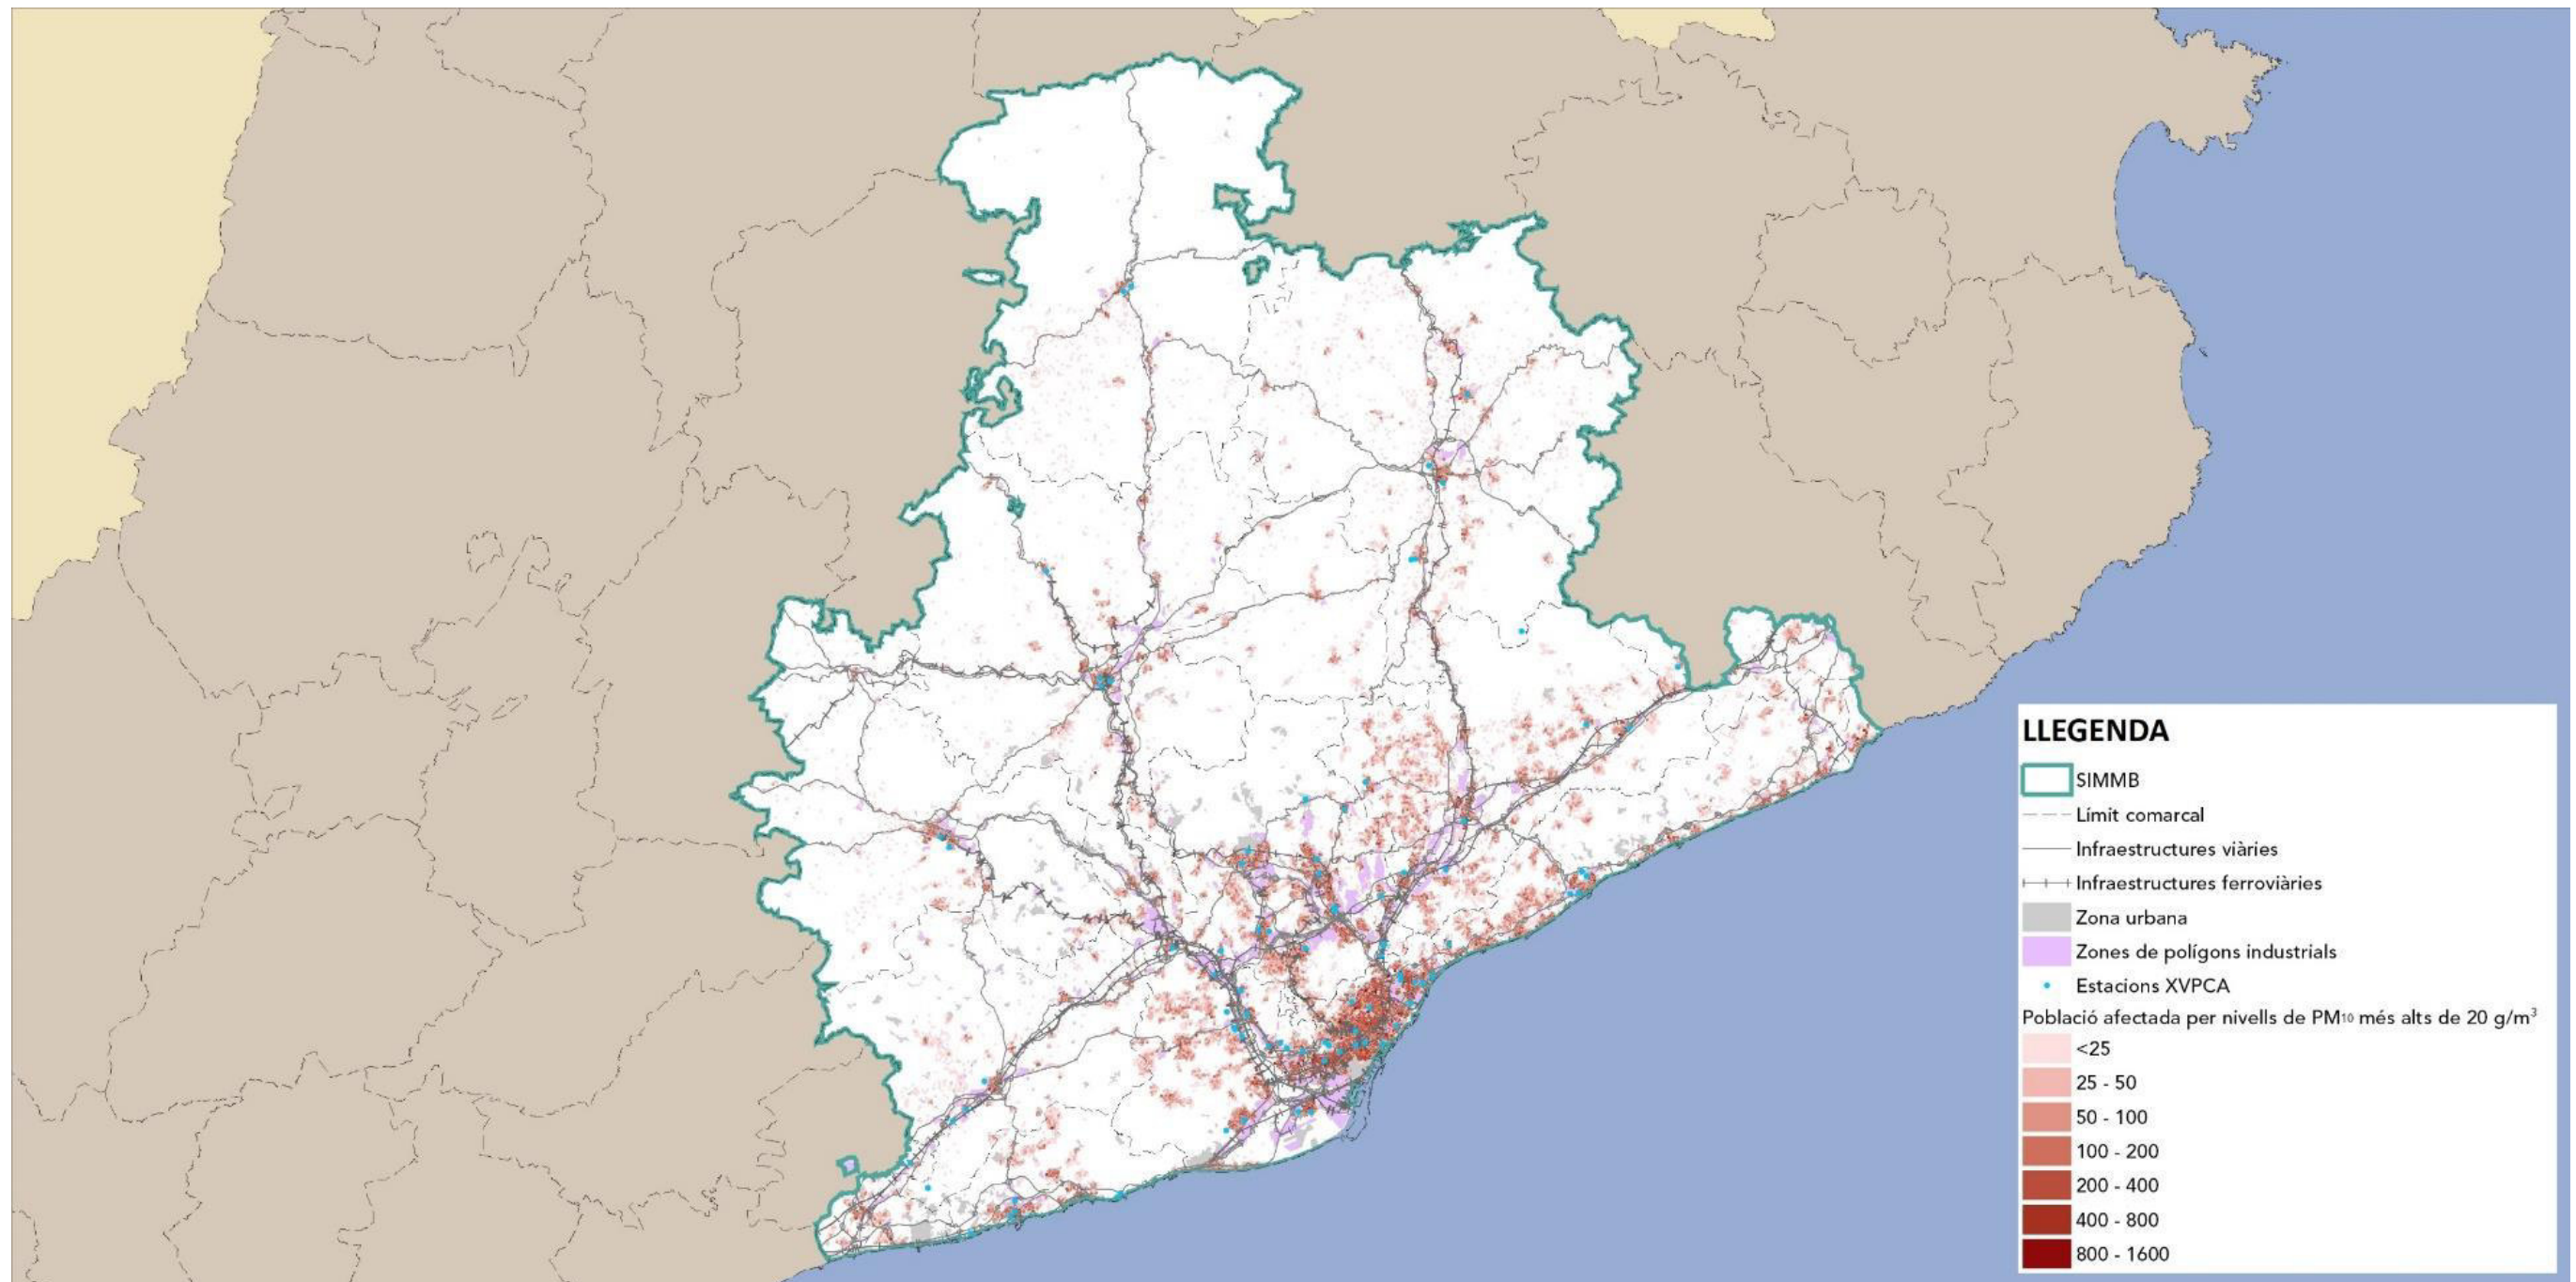 LLEGENDA
SIMMB
Límit comarcal
Infraestructures viàries
Infraestructures ferroviàries
Zona urbana
Zones de polígons industrials
Estacions XVPCA
Població afectada per nivells de PM10 més alts de 20 g/m³
<25
25 - 50
50 - 100
100 - 200
200 - 400
400 - 800
800 - 1600